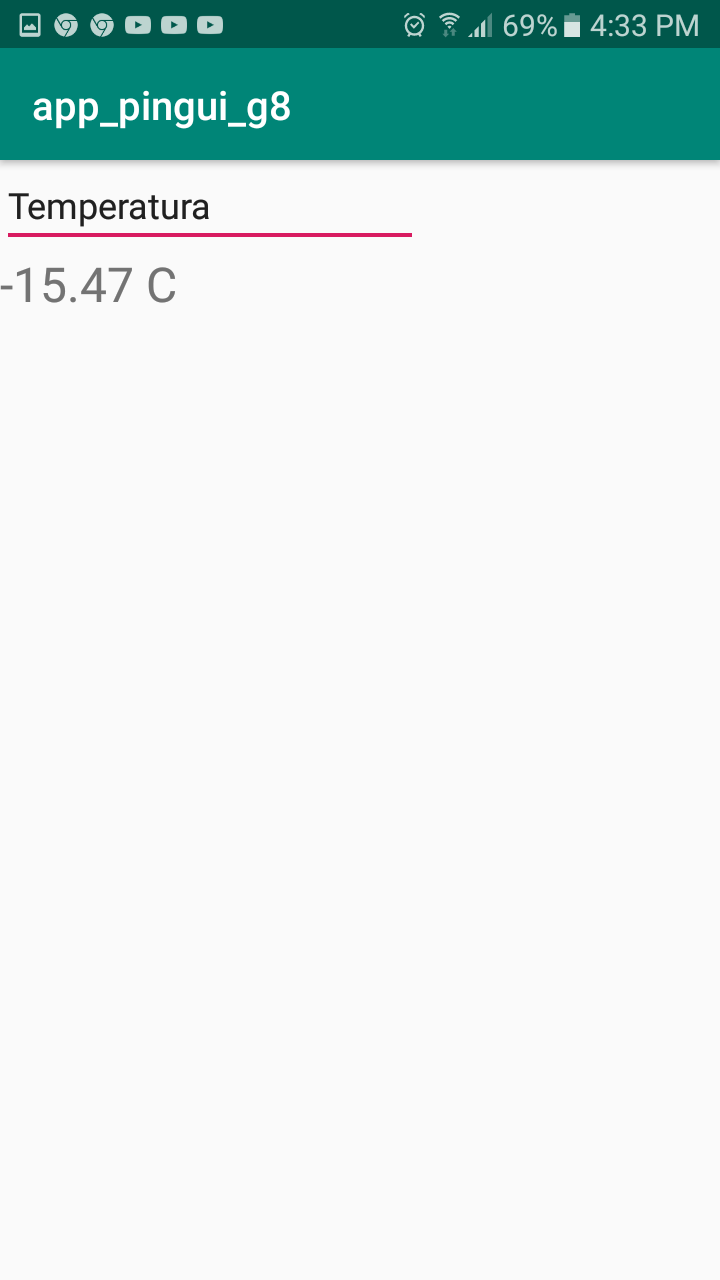 69% 4:33 PM
app_pingui_g8
Temperatura
-15.47 C